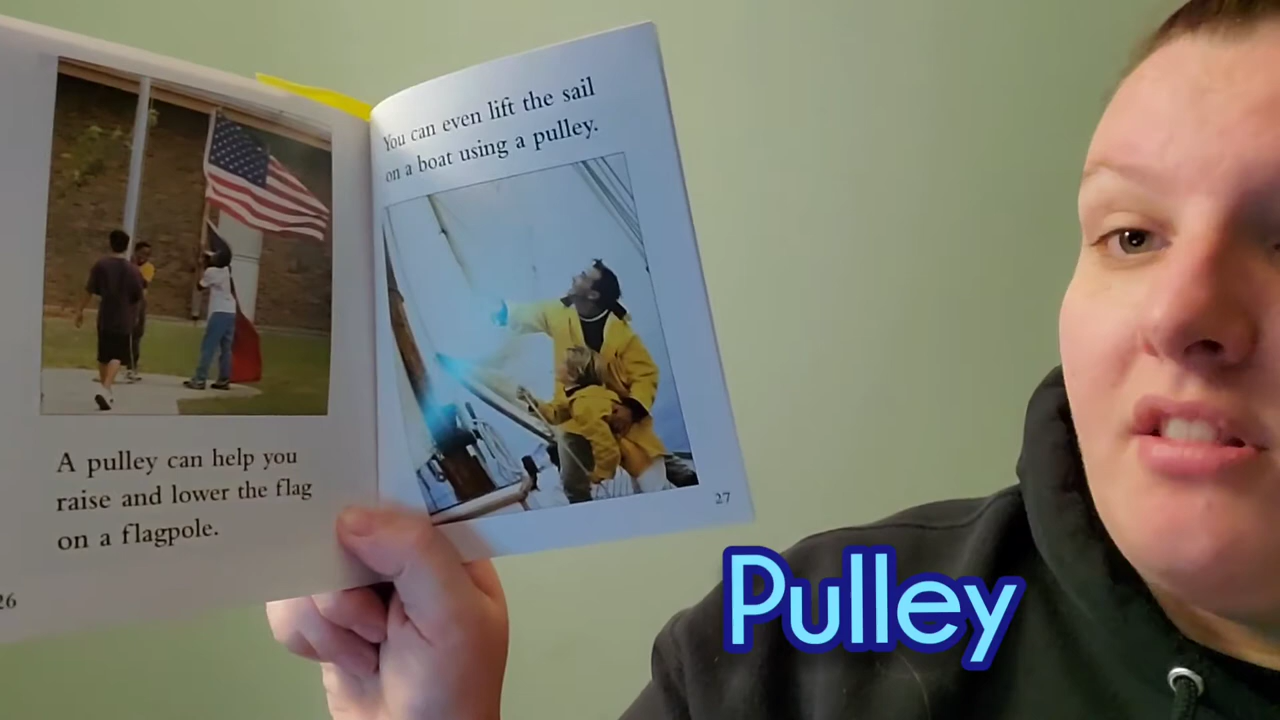 A pulley can help you
raise and lower the flag
on a flagpole.
26
You can even lift the sail
on a boat using a pulley.
27
Pulley